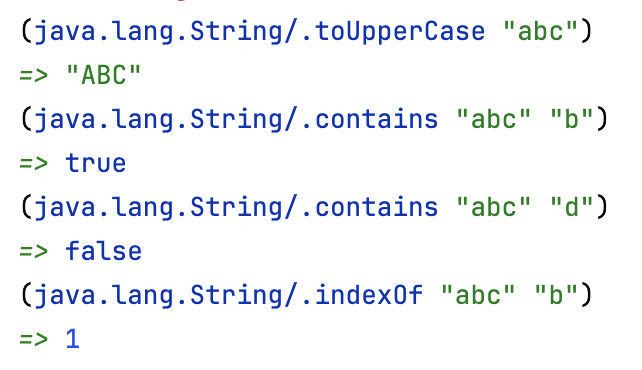 (java.lang.String/.toUpperCase "abc")
=> "ABC"
(java.lang.String/.contains "abc" "b")
=> true
(java.lang.String/.contains "abc" "d")
=> false
(java.lang.String/.indexOf "abc" "b")
=> 1